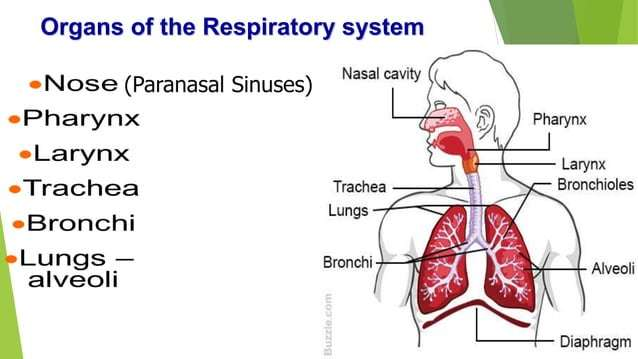 Organs of the Respiratory system
•Nose (Paranasal Sinuses)
•Pharynx
•Larynx
•Trachea
•Bronchi
•Lungs –
alveoli
Nasal cavity
Pharynx
Larynx
Trachea
Bronchioles
Lungs
Bronchi
Alveoli
Diaphragm
Buzzle.com